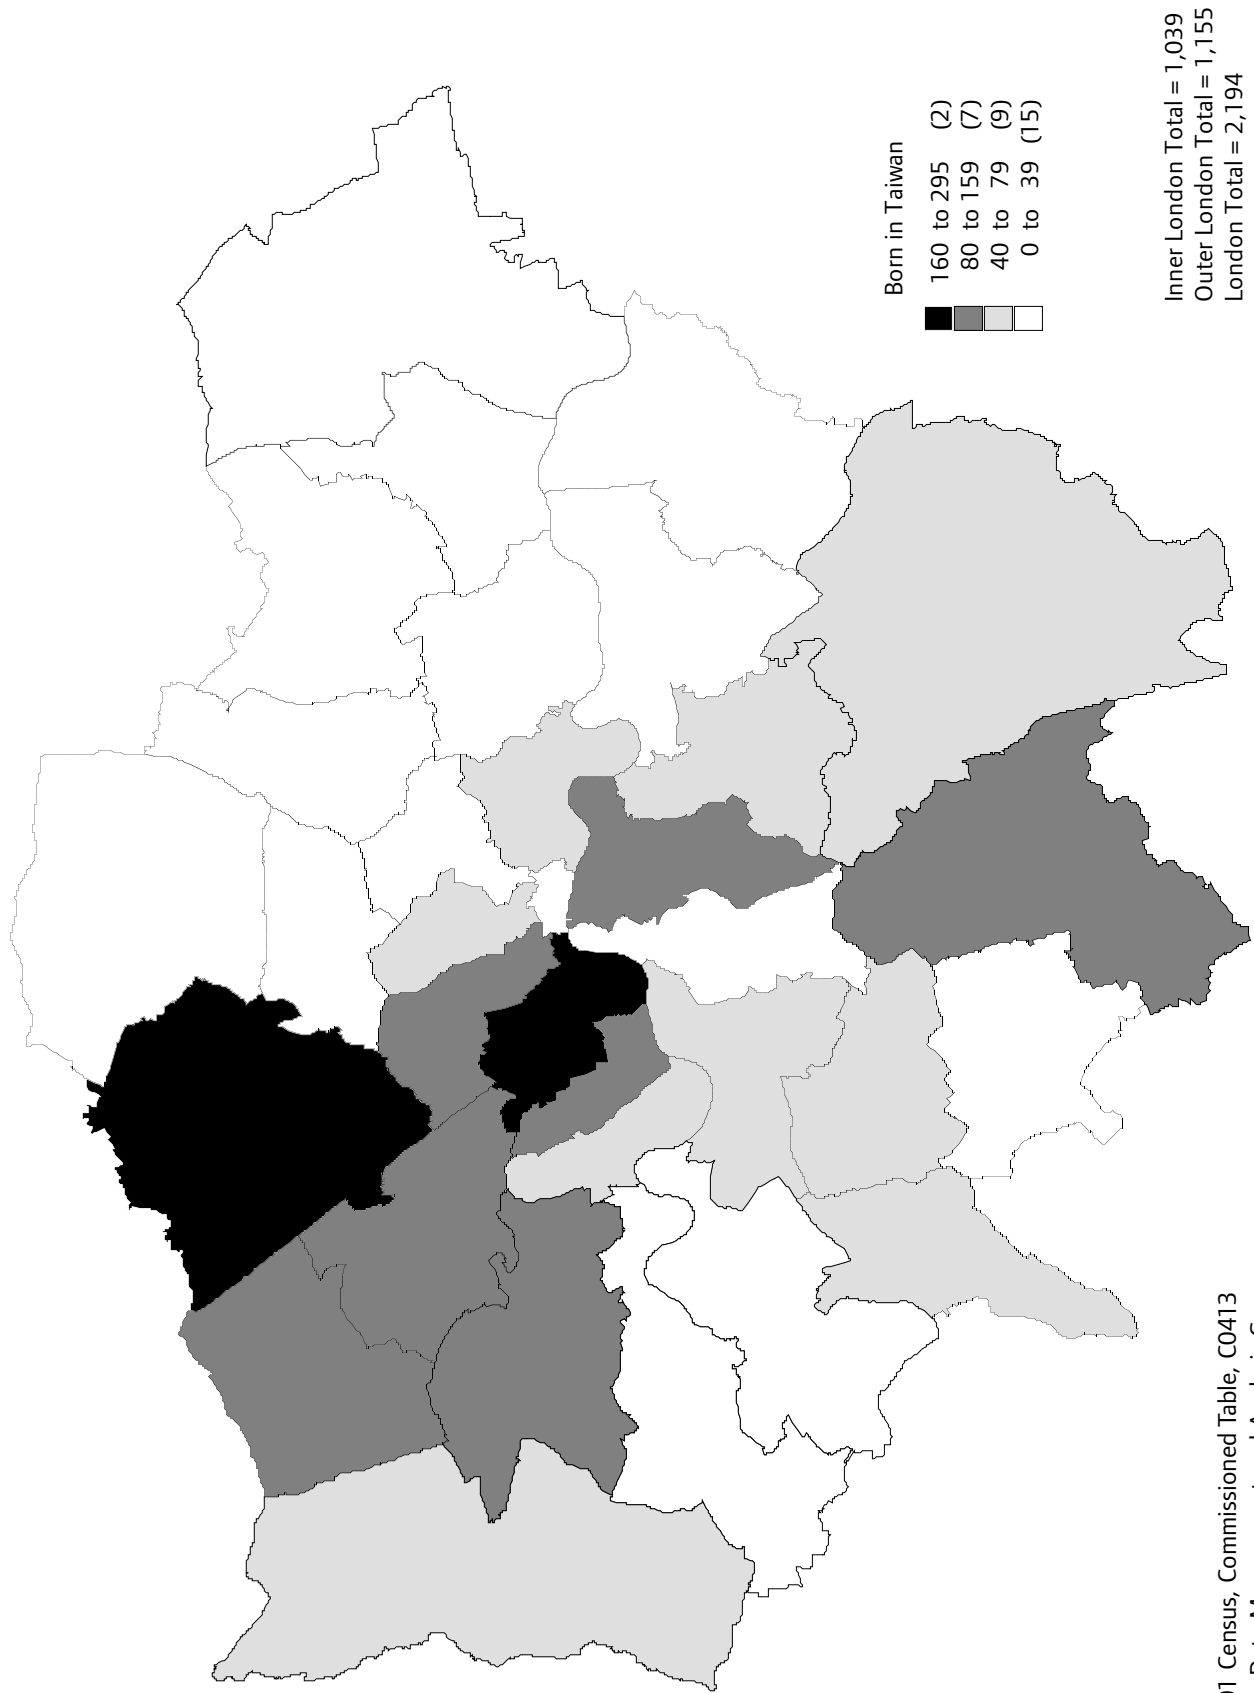 Born in Taiwan
160 to 295 (2)
80 to 159 (7)
40 to 79 (9)
0 to 39 (15)
Inner London Total = 1,039
Outer London Total = 1,155
London Total = 2,194
Census, Commissioned Table, C0413